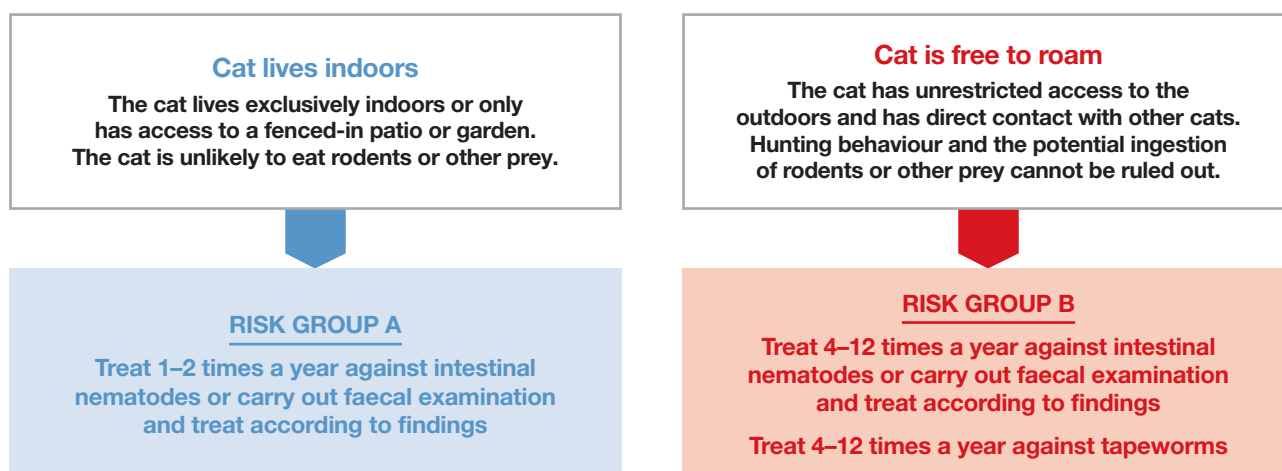 Cat lives indoors
The cat lives exclusively indoors or only
has access to a fenced-in patio or garden.
The cat is unlikely to eat rodents or other prey.
RISK GROUP A
Treat 1–2 times a year against intestinal
nematodes or carry out faecal examination
and treat according to findings
Cat is free to roam
The cat has unrestricted access to the
outdoors and has direct contact with other cats.
Hunting behaviour and the potential ingestion
of rodents or other prey cannot be ruled out.
RISK GROUP B
Treat 4–12 times a year against intestinal
nematodes or carry out faecal examination
and treat according to findings
Treat 4–12 times a year against tapeworms